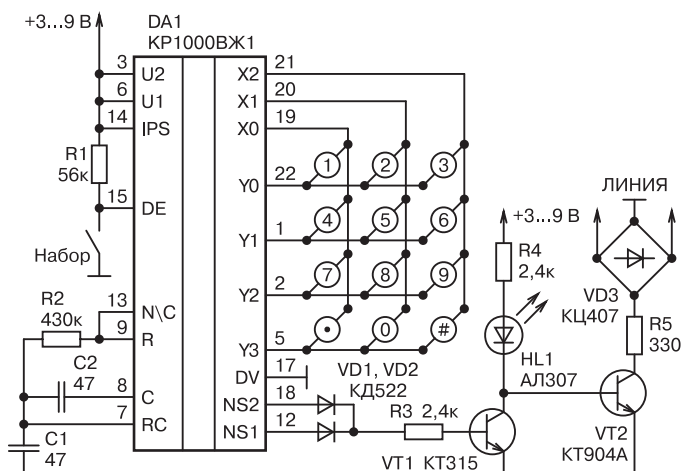 +3...9 В
DA1
КР1000ВЖ1
3 U2 X2 21
6 U1 X1 20
14 IPS X0 19
R1
56к
1 2 3
22 Y0
15 DE
Набор
4 5 6
1 Y1
ЛИНИЯ
+3...9 В
R4
2,4к
7 8 9
2 Y2
R2
430к
13 N\C
9 R
• 0 #
5 Y3
VD3
КЦ407
R5
330
HL1
АЛ307
DV 17
VD1, VD2
КД522
C2
47
8 C
NS2 18
7 RC
NS1 12
R3 2,4к
C1
47
VT1 КТ315
VT2
КТ904А